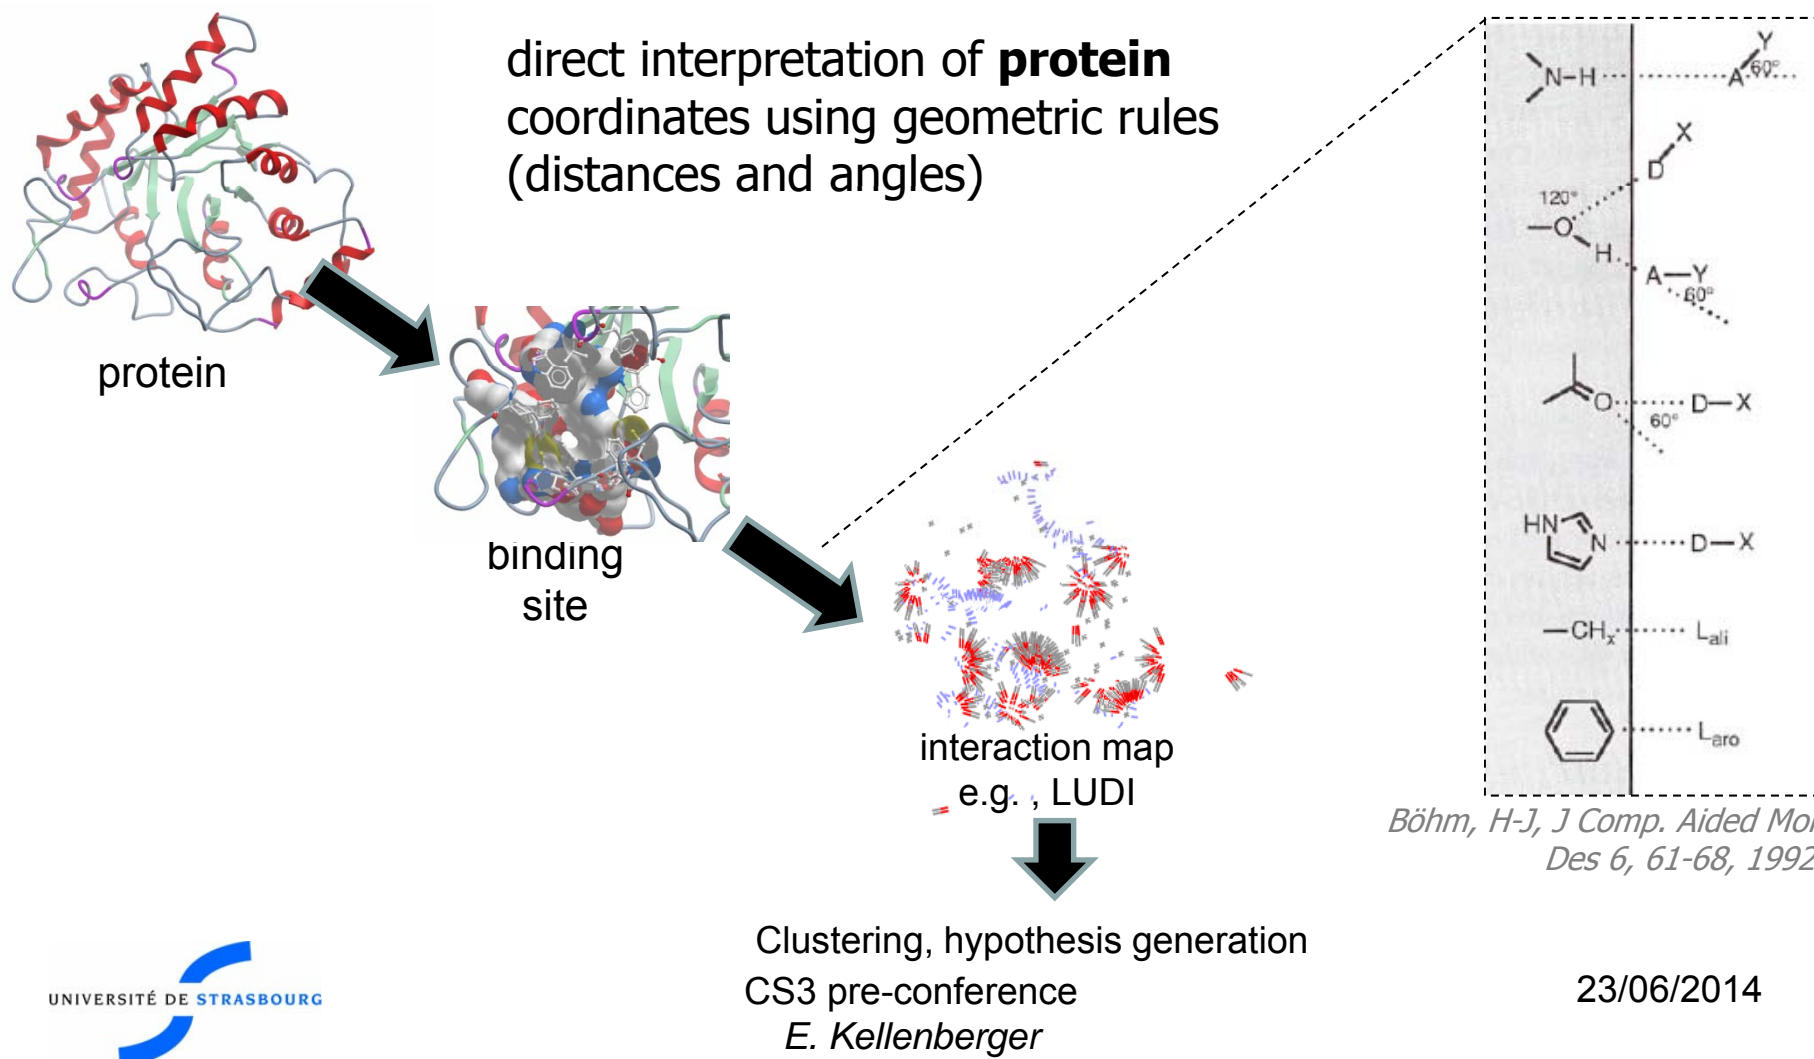 direct interpretation of protein
coordinates using geometric rules
(distances and angles)
protein
binding
site
interaction map
e.g. , LUDI
Clustering, hypothesis generation
N-H A Y 60°
D X
120°
O
H
A—Y
60°
O D—X
60°
HN N D—X
—CHx Lali
Laro
Böhm, H-J, J Comp. Aided Mol
Des 6, 61-68, 1992
UNIVERSITÉ DE STRASBOURG
CS3 pre-conference
E. Kellenberger
23/06/2014